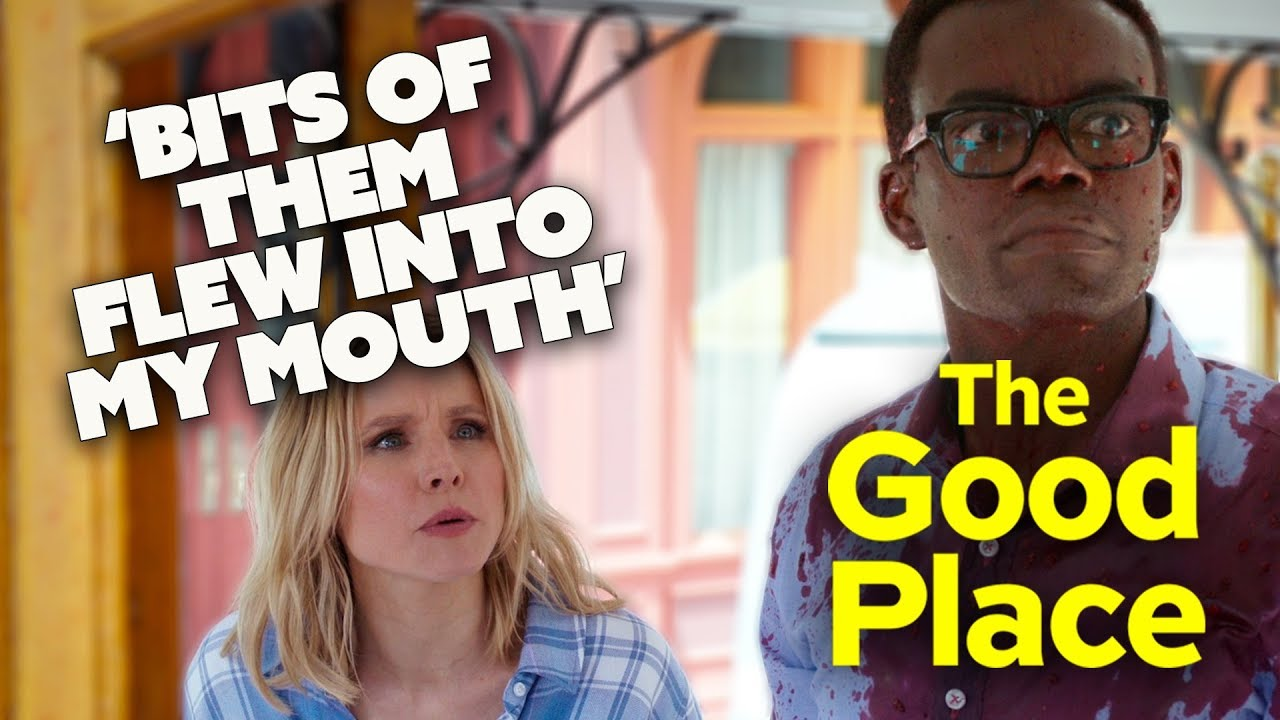 ‘BITS OF
THEM
FLEW INTO
MY MOUTH’
The
Good
Place